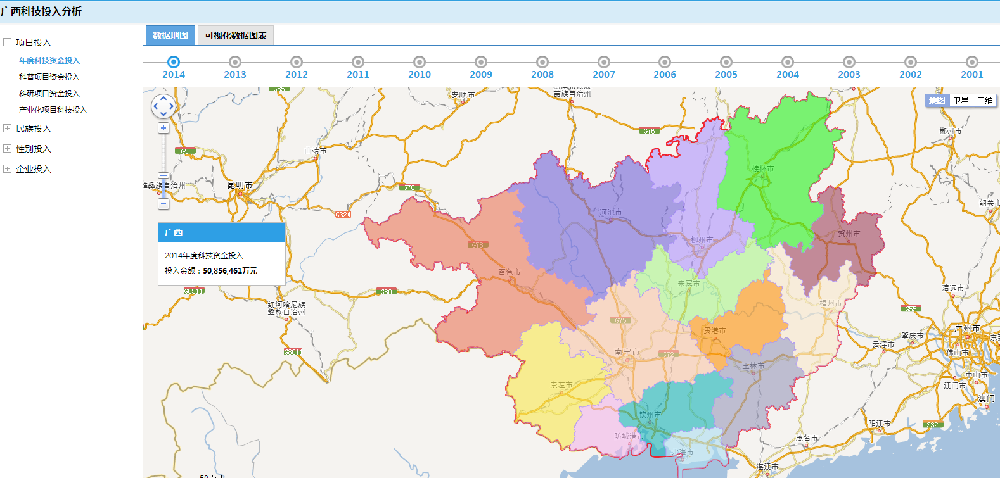 广西科技投入分析
项目投入
年度科技资金投入
科普项目资金投入
科研项目资金投入
产业化项目科技投入
民族投入
性别投入
企业投入
数据地图
可视化数据图表
2014 2013 2012 2011 2010 2009 2008 2007 2006 2005 2004 2003 2002 2001
地图 卫星 三维
安顺市
苗族自治州
郴州市
G76
G5
曲靖市
桂林市
彝族自治州
昆明市
G78
韶关市
G324
河池市
贺州市
柳州市
G78
广西
2014年度科技资金投入
投入金额：50,856,461万元
百色市
来宾市
G8511
G80
清远市
红河哈尼族
彝族自治州
梧州市
G55
G75
贵港市
广州市
肇庆市
云浮市
佛山市
G8011
南宁市
G72
玉林市
中山市
崇左市
江门市
澳门
钦州市
阳江市
S32
防城港市
茂名市
北海市
湛江市
50 公里